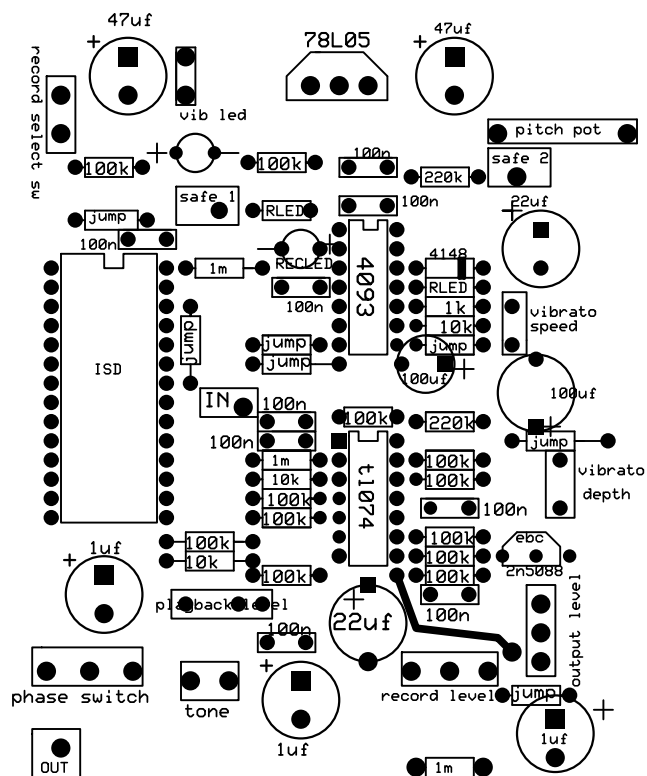 47uf
78L05
47uf
record select sw
vib led
pitch pot
100n
safe 2
100k
100k
220k
safe 1
RLED
100n
22uf
jump
100n
RECLED
1m
4148
4093
RLED
100n
1k
vibrato
speed
10k
jump
jump
jump
jump
ISD
100uf
100uf
IN
100n
100k
220k
100n
jump
1m
100k
vibrato
10k
100k
t1074
depth
100k
100n
100k
100k
100k
ebc
1uf
10k
100k
100k
100k
2n5088
playback level
100n
22uf
100n
output level
phase switch
tone
record level
jump
1uf
1uf
OUT
1m